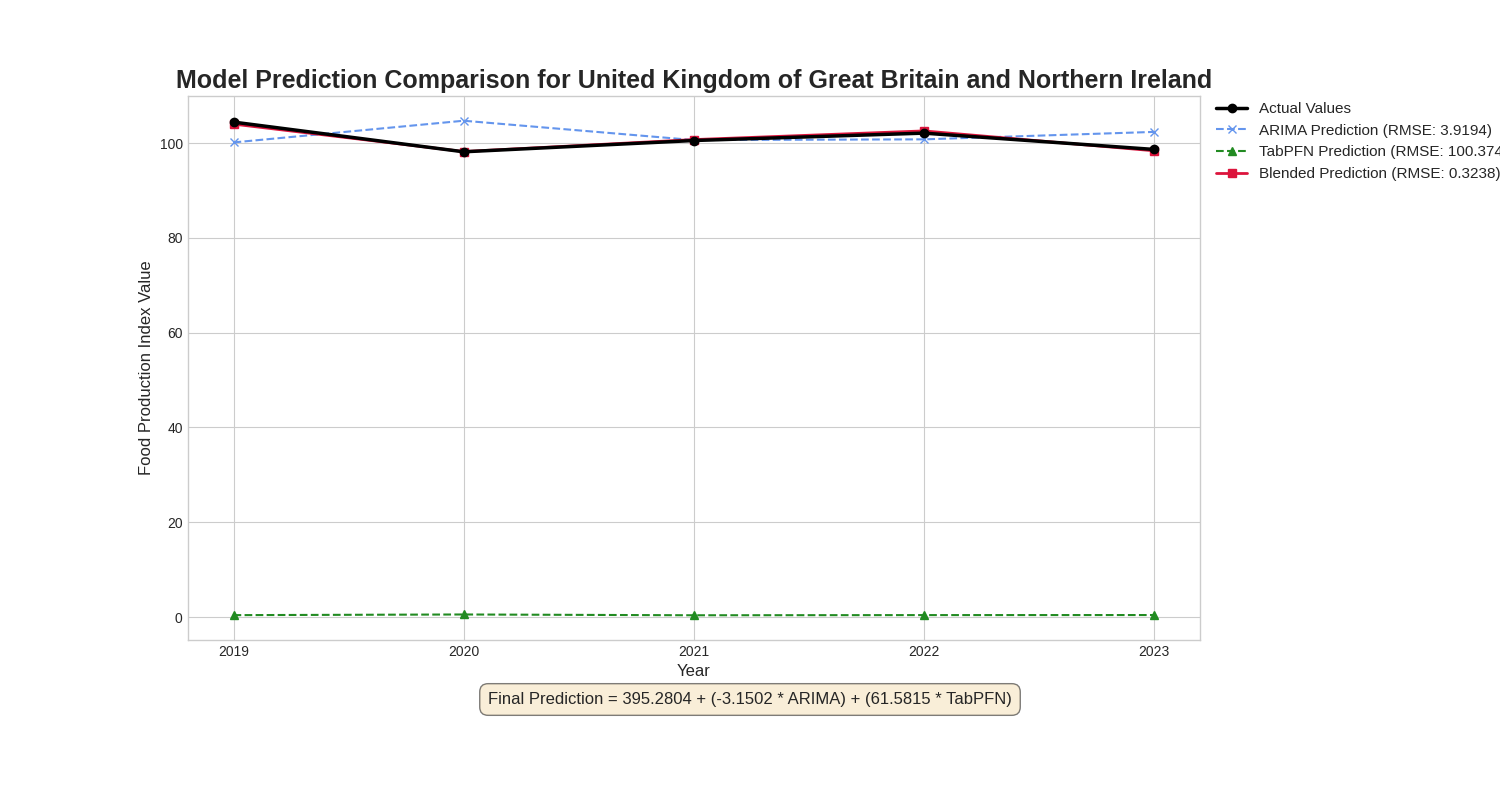 Model Prediction Comparison for United Kingdom of Great Britain and Northern Ireland
Actual Values
ARIMA Prediction (RMSE: 3.9194)
TabPFN Prediction (RMSE: 100.374
Blended Prediction (RMSE: 0.3238)
Food Production Index Value
100
80
60
40
20
0
2019 2020 2021 2022 2023
Year
Final Prediction = 395.2804 + (-3.1502 * ARIMA) + (61.5815 * TabPFN)